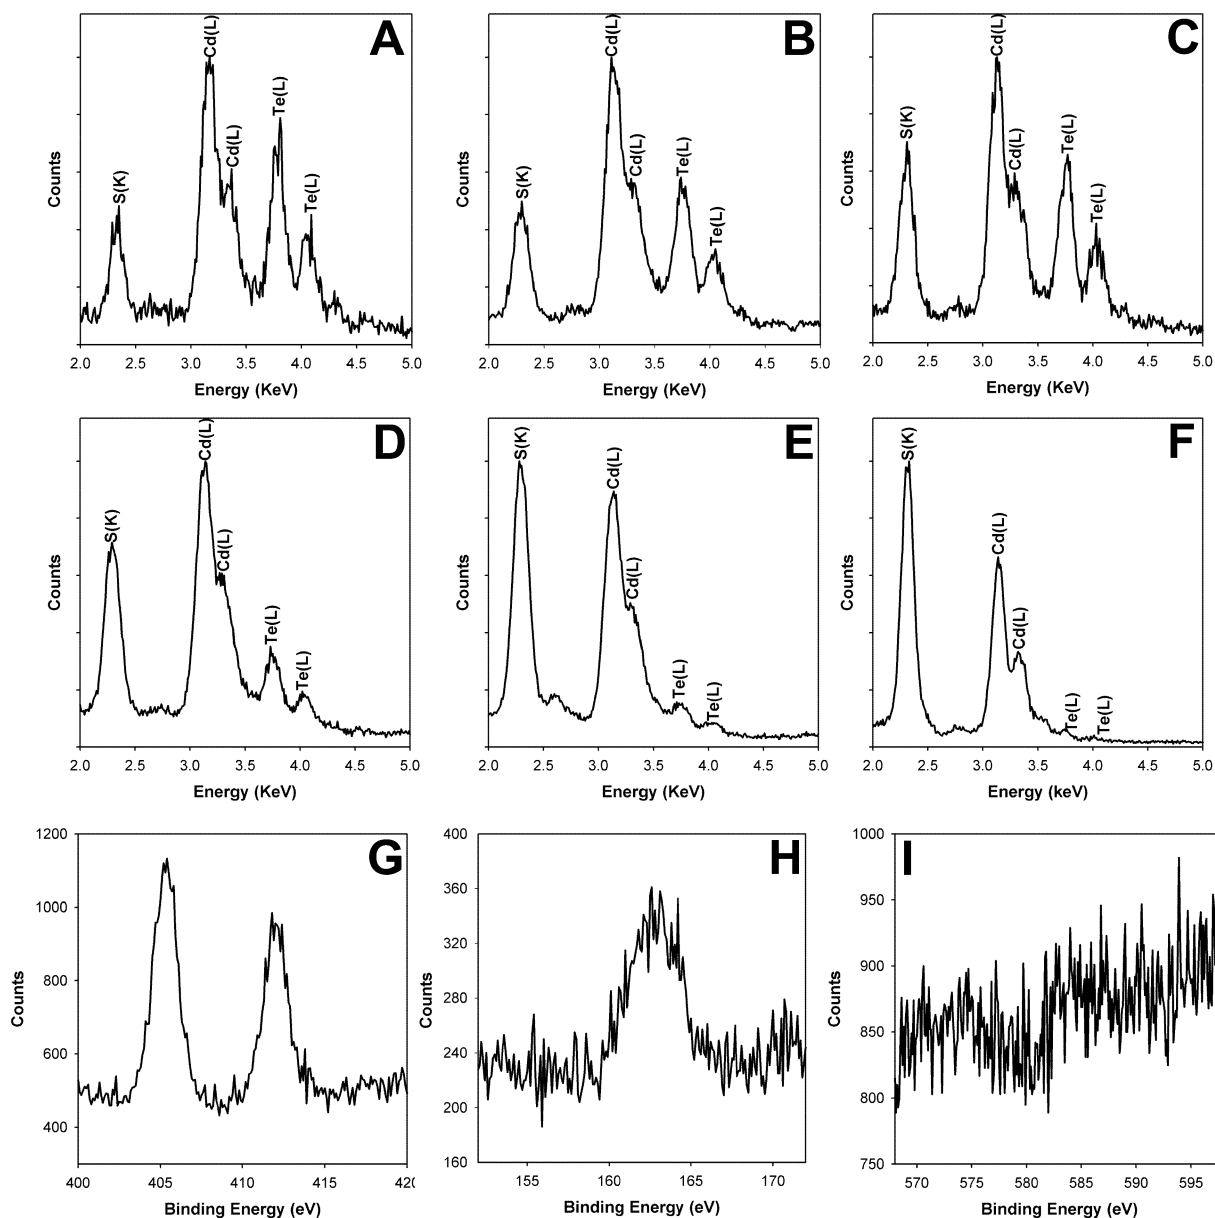 A
Cd(L)
Te(L)
Cd(L)
S(K)
Te(L)
Counts
2.0 2.5 3.0 3.5 4.0 4.5 5.0
Energy (KeV)
B
Cd(L)
Cd(L)
Te(L)
S(K)
Te(L)
Counts
2.0 2.5 3.0 3.5 4.0 4.5 5.0
Energy (KeV)
C
Cd(L)
S(K)
Te(L)
Cd(L)
Te(L)
Counts
2.0 2.5 3.0 3.5 4.0 4.5 5.0
Energy (KeV)
D
Cd(L)
S(K)
Cd(L)
Te(L)
Te(L)
Counts
2.0 2.5 3.0 3.5 4.0 4.5 5.0
Energy (KeV)
E
S(K)
Cd(L)
Cd(L)
Te(L)
Te(L)
Counts
2.0 2.5 3.0 3.5 4.0 4.5 5.0
Energy (KeV)
F
S(K)
Cd(L)
Cd(L)
Te(L)
Te(L)
Counts
2.0 2.5 3.0 3.5 4.0 4.5 5.0
Energy (keV)
G
1200
1000
800
600
400
Counts
400 405 410 415 420
Binding Energy (eV)
H
400
360
320
280
240
200
160
Counts
155 160 165 170
Binding Energy (eV)
I
1000
950
900
850
800
750
Counts
570 575 580 585 590 595
Binding Energy (eV)